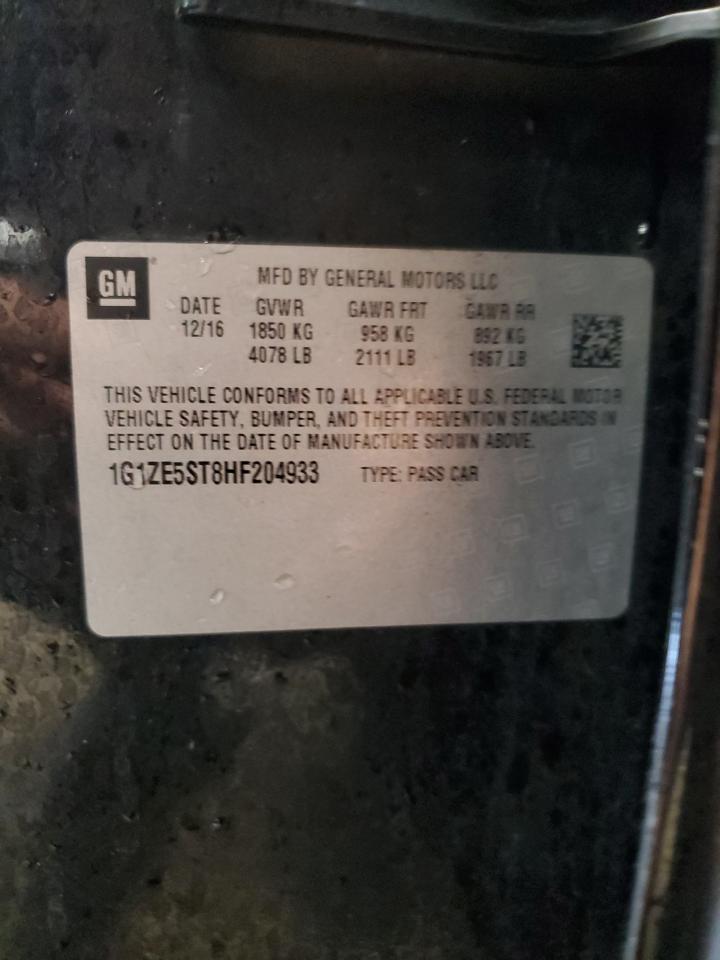 GM
MFD BY GENERAL MOTORS LLC
DATE GVWR GAWR FRT GAWR RR
12/16 1850 KG 958 KG 892 KG
4078 LB 2111 LB 1967 LB
THIS VEHICLE CONFORMS TO ALL APPLICABLE U.S. FEDERAL MOTOR
VEHICLE SAFETY, BUMPER, AND THEFT PREVENTION STANDARDS IN
EFFECT ON THE DATE OF MANUFACTURE SHOWN ABOVE.
1G1ZE5ST8HF204933 TYPE: PASS CAR